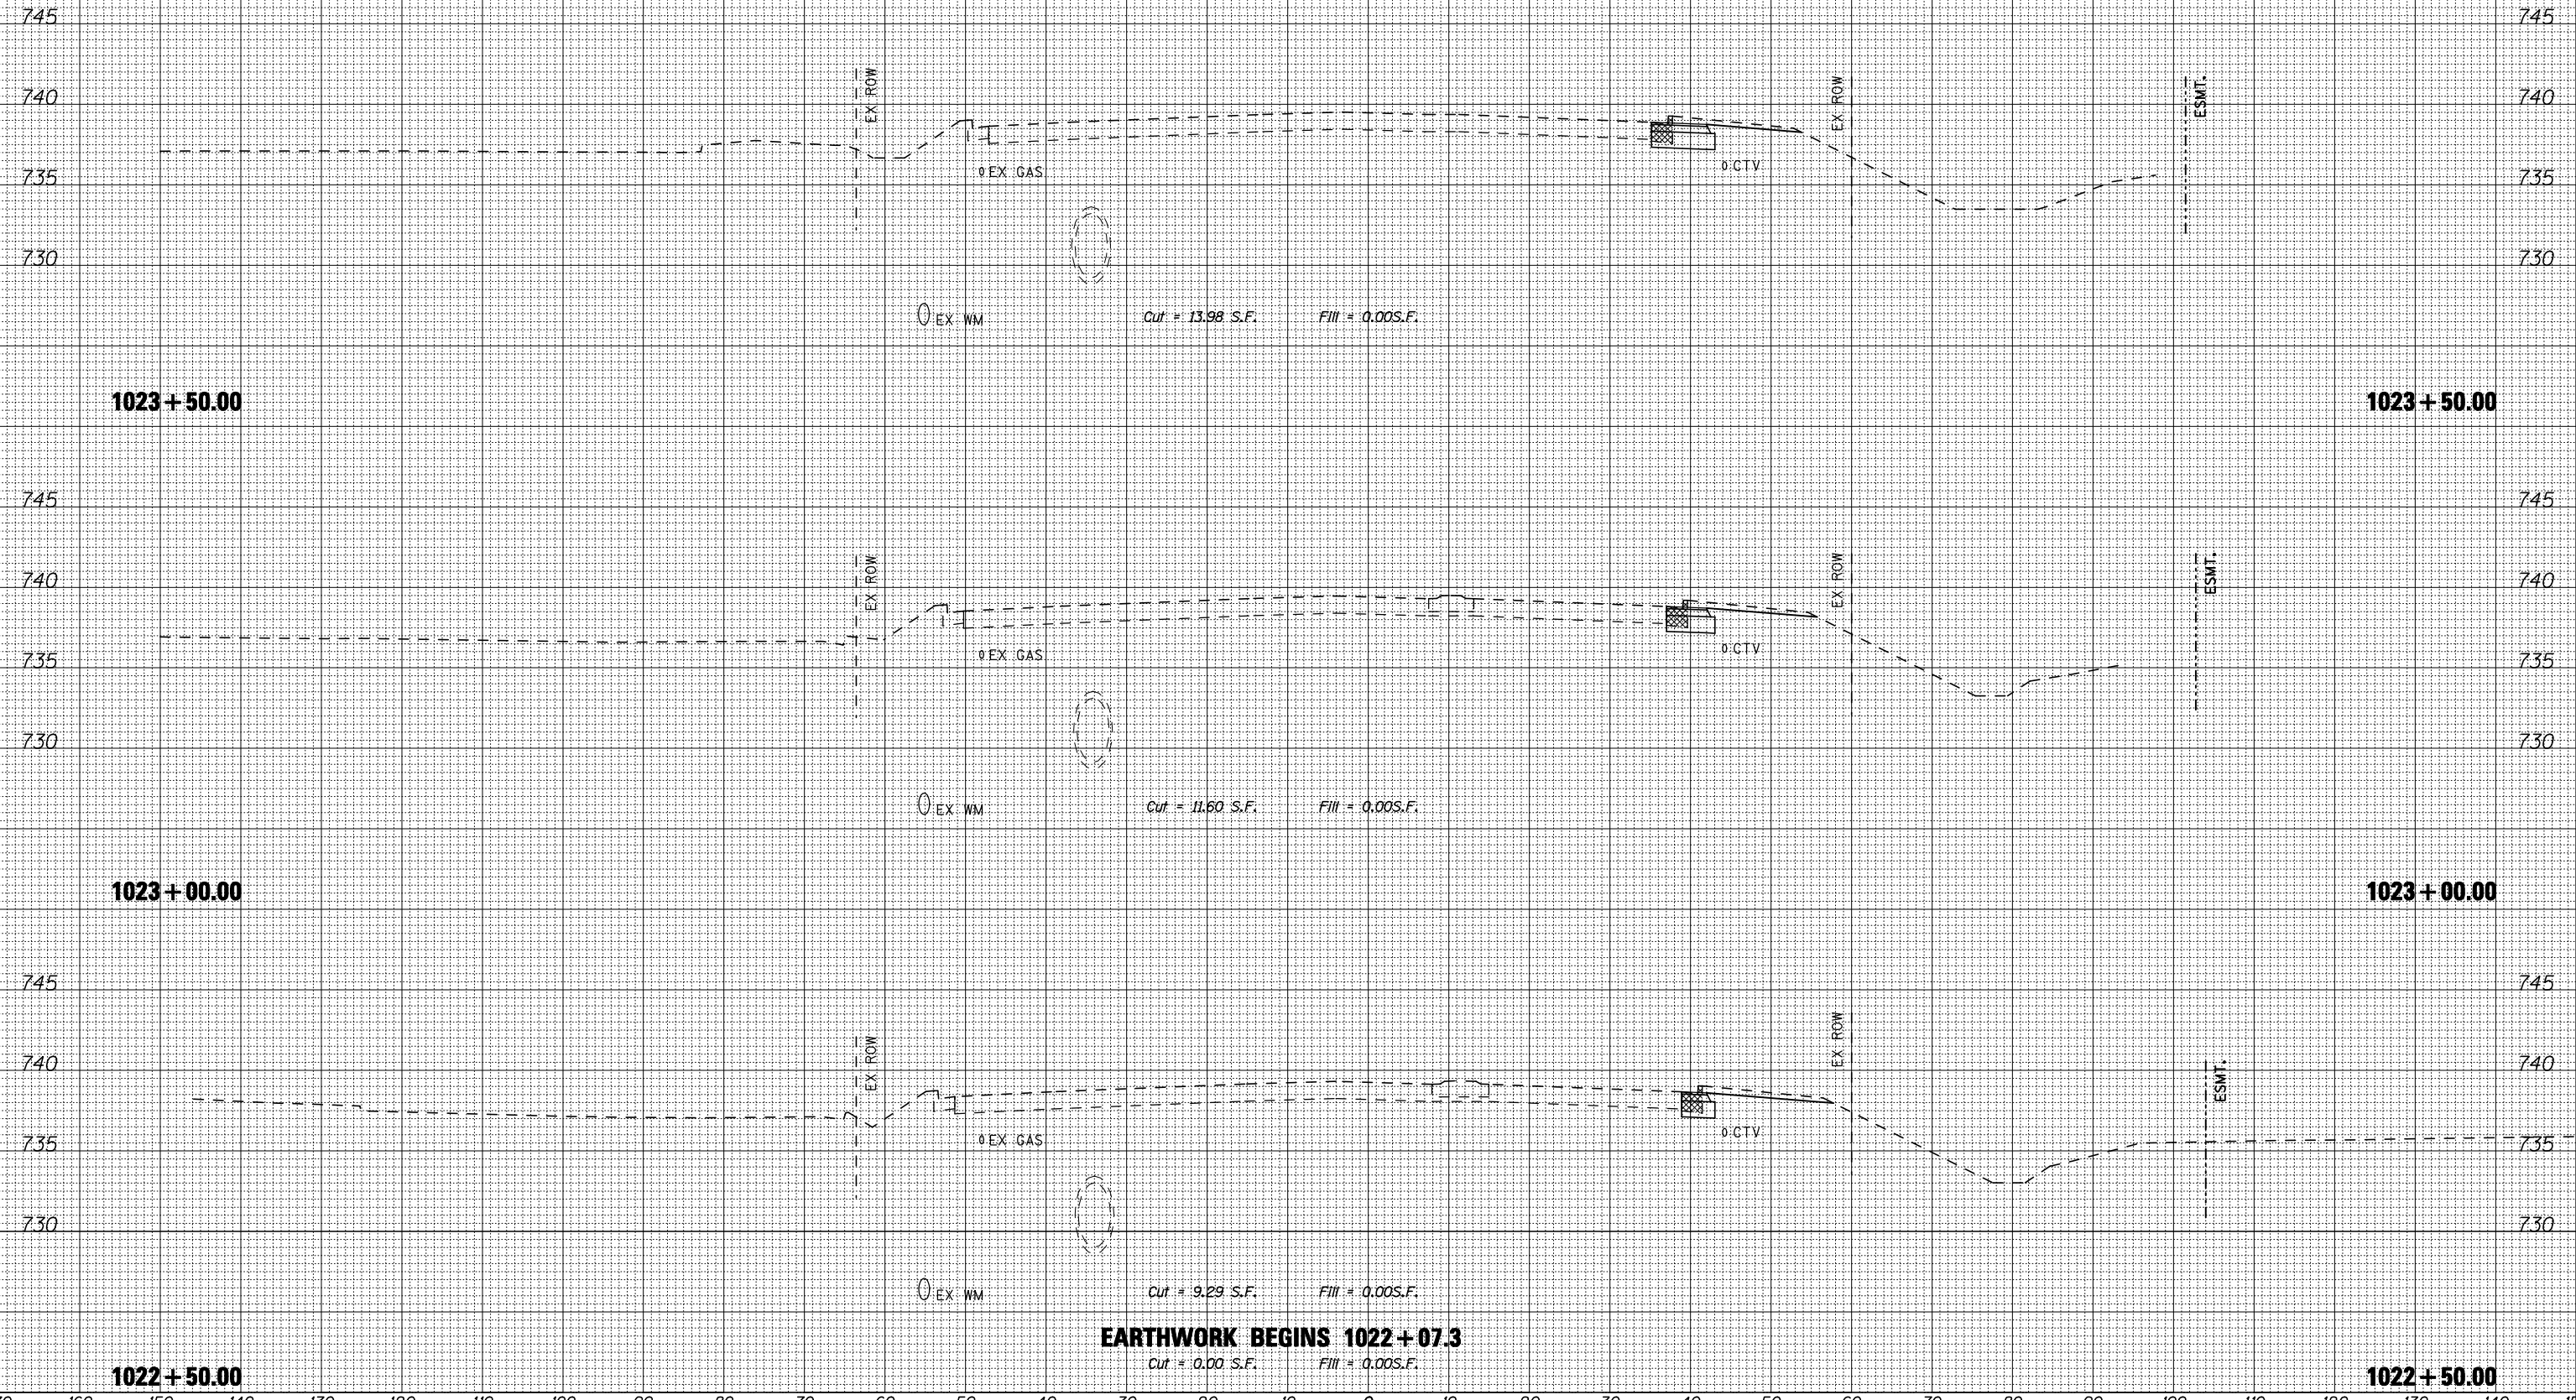 745 745
740 EX ROW EX ROW ESMT. 740
735 EX GAS CTV 735
730 730
EX WM Cut = 13.98 S.F. Fill = 0.00S.F.
1023+50.00 1023+50.00
745 745
740 EX ROW EX ROW ESMT. 740
735 EX GAS CTV 735
730 730
EX WM Cut = 11.60 S.F. Fill = 0.00S.F.
1023+00.00 1023+00.00
745 745
740 EX ROW EX ROW ESMT. 740
735 EX GAS CTV 735
730 730
EX WM Cut = 9.29 S.F. Fill = 0.00S.F.
EARTHWORK BEGINS 1022+07.3
Cut = 0.00 S.F. Fill = 0.00S.F.
1022+50.00 1022+50.00